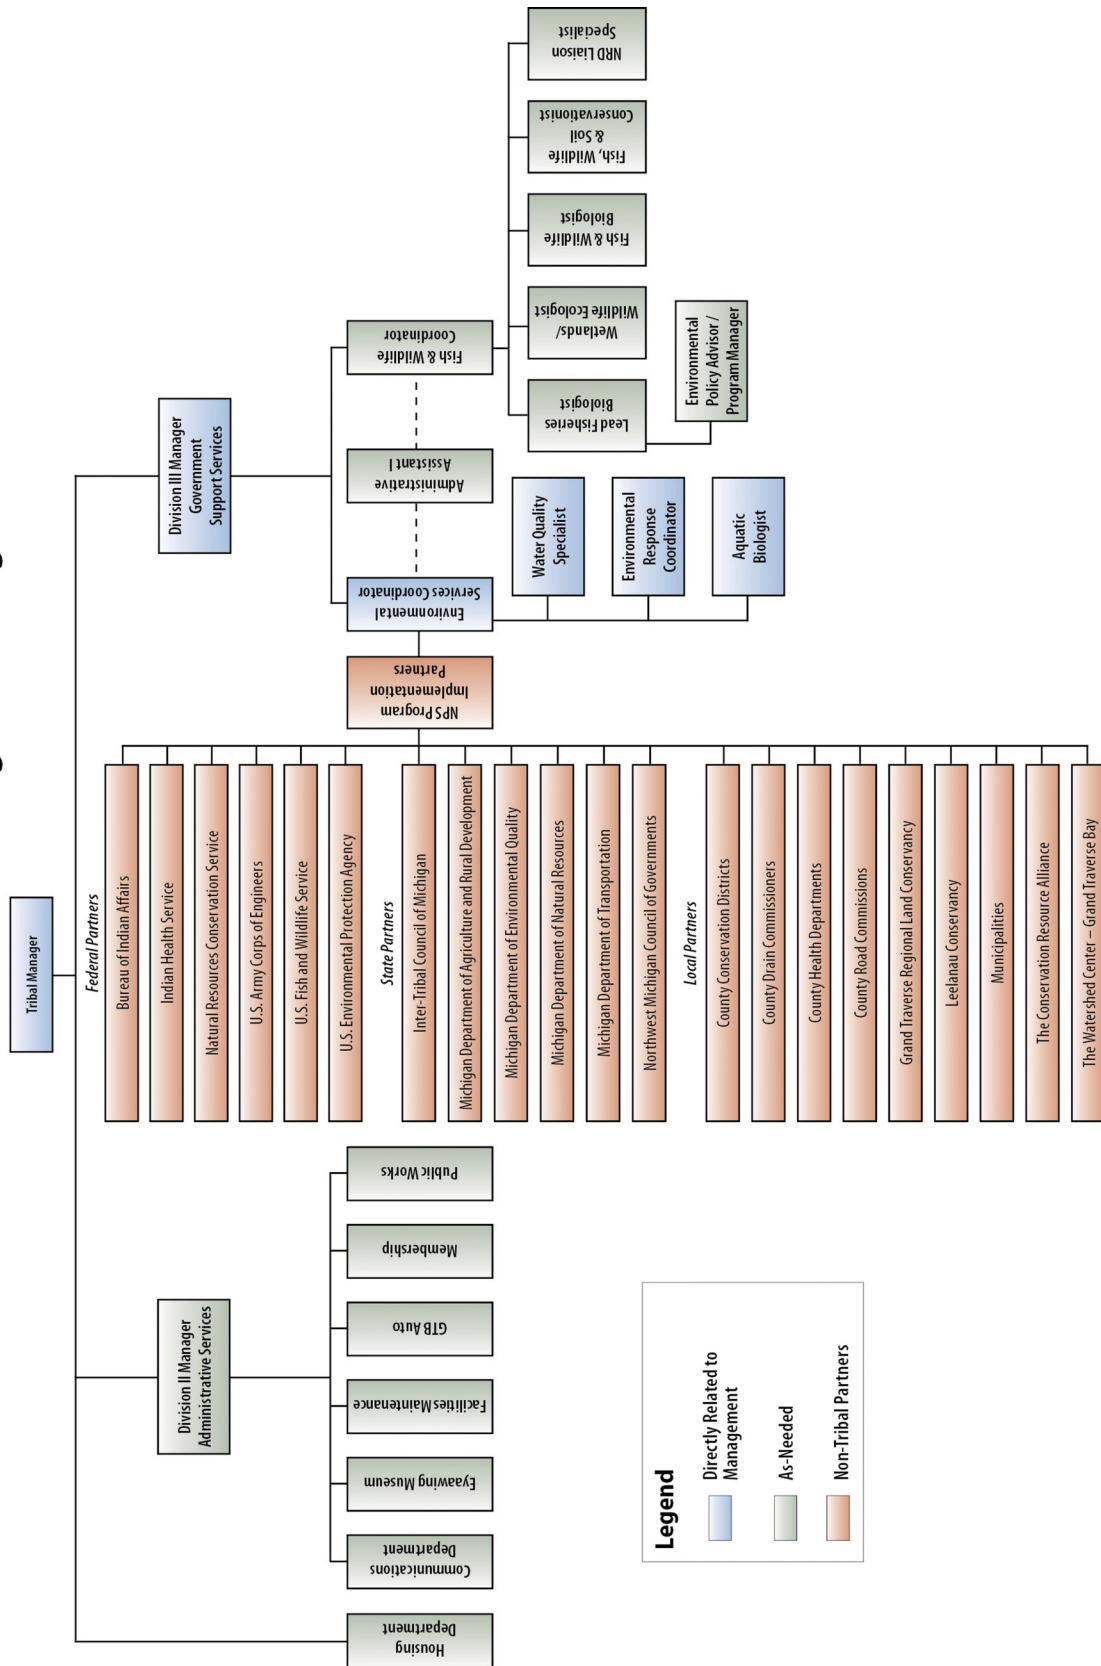 Tribal Manager
Division III Manager
Government
Support Services
Division II Manager
Administrative Services
Housing
Department
Communications
Department
Eyaawing Museum
Facilities Maintenance
GTB Auto
Membership
Public Works
Federal Partners
Bureau of Indian Affairs
Indian Health Service
Natural Resources Conservation Service
U.S. Army Corps of Engineers
U.S. Fish and Wildlife Service
U.S. Environmental Protection Agency
State Partners
Inter-Tribal Council of Michigan
Michigan Department of Agriculture and Rural Development
Michigan Department of Environmental Quality
Michigan Department of Natural Resources
Michigan Department of Transportation
Northwest Michigan Council of Governments
Local Partners
County Conservation Districts
County Drain Commissioners
County Health Departments
County Road Commissions
Grand Traverse Regional Land Conservancy
Leelanau Conservancy
Municipalities
The Conservation Resource Alliance
The Watershed Center – Grand Traverse Bay
NPS Program
Implementation
Partners
Environmental
Services Coordinator
Administrative
Assistant I
Fish & Wildlife
Coordinator
Water Quality
Specialist
Environmental
Response
Coordinator
Aquatic
Biologist
Lead Fisheries
Biologist
Wetlands/
Wildlife Ecologist
Fish & Wildlife
Biologist
Fish, Wildlife
& Soil
Conservationist
NRD Liaison
Specialist
Environmental
Policy Advisor /
Program Manager
Legend
Directly Related to
Management
As-Needed
Non-Tribal Partners